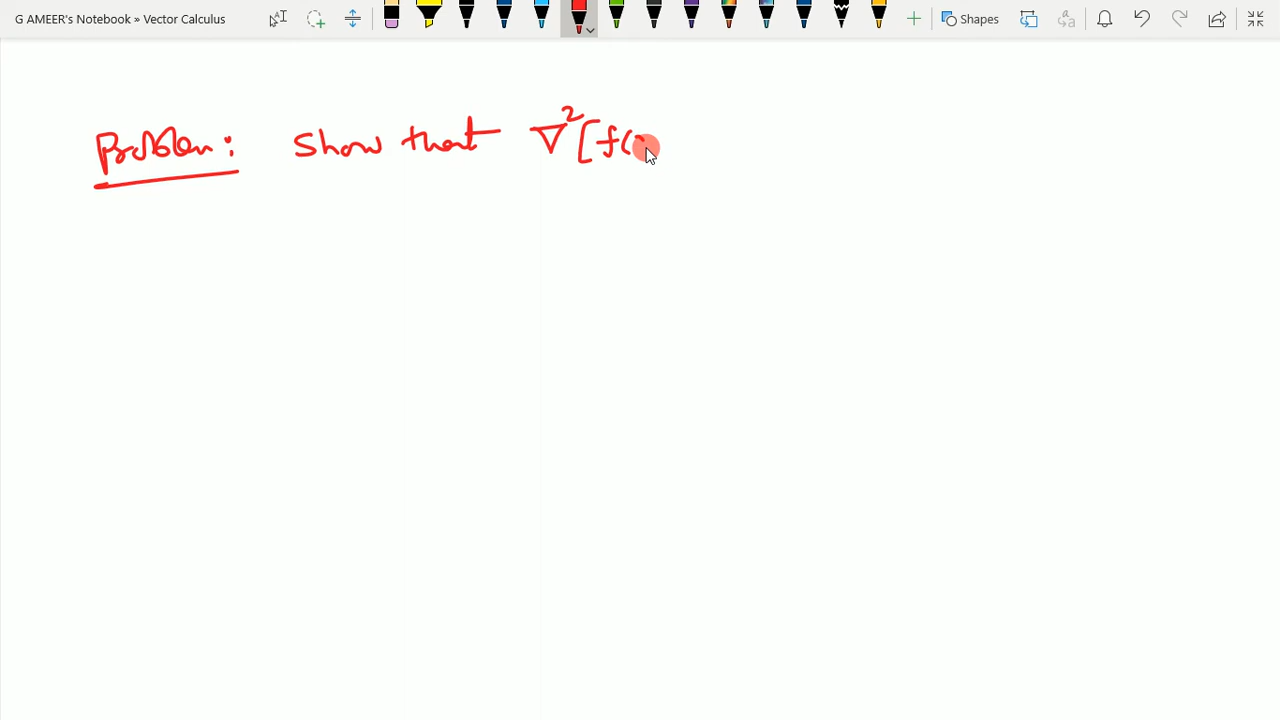 G AMEER's Notebook » Vector Calculus
Shapes
Problem: Show that ∇²[f(